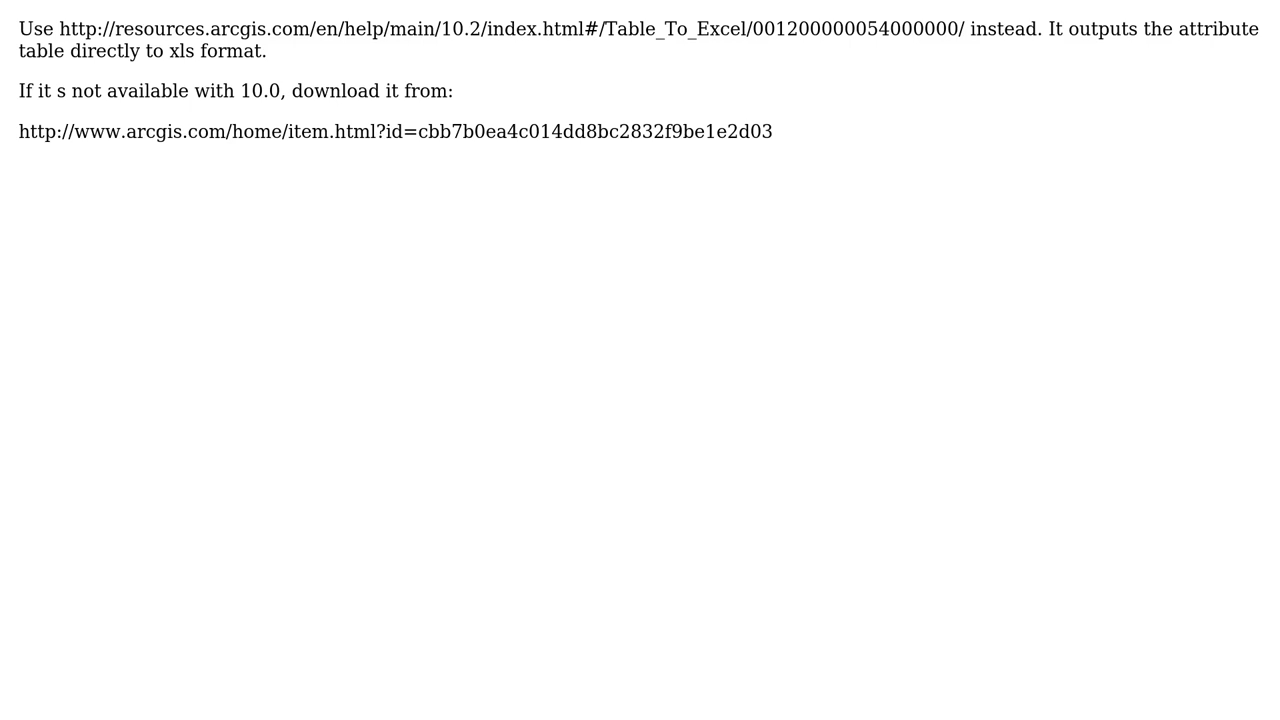 Use http://resources.arcgis.com/en/help/main/10.2/index.html#/Table_To_Excel/001200000054000000/ instead. It outputs the attribute
table directly to xls format.
If it s not available with 10.0, download it from:
http://www.arcgis.com/home/item.html?id=cbb7b0ea4c014dd8bc2832f9be1e2d03